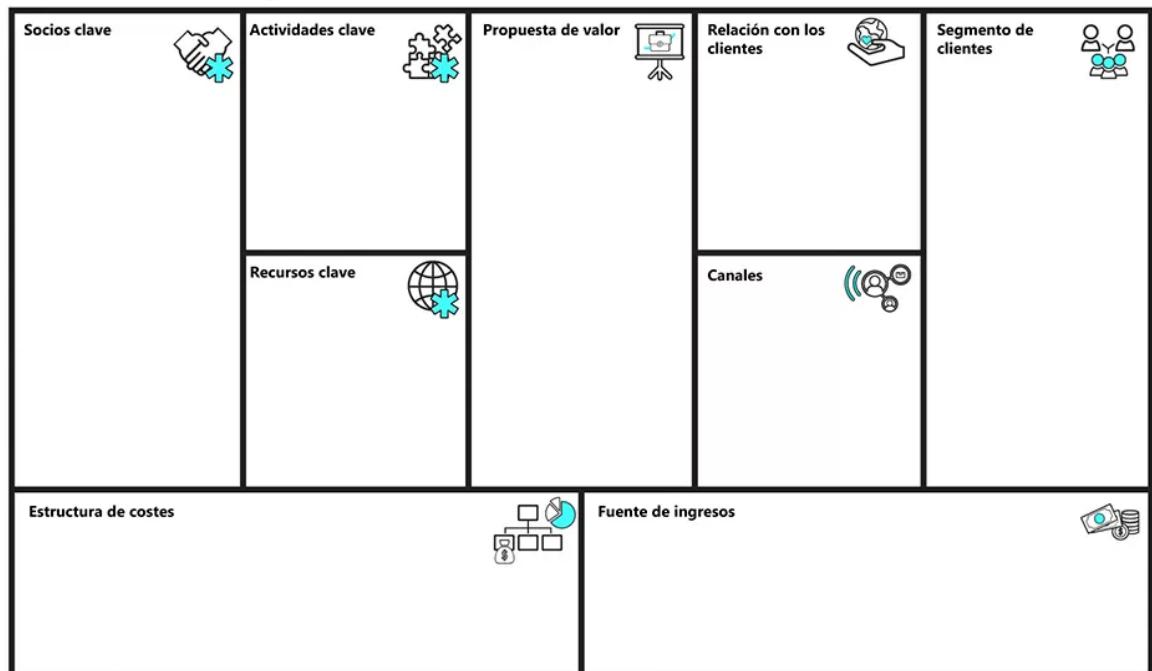 Socios clave
Actividades clave
Propuesta de valor
Relación con los
clientes
Segmento de
clientes
Recursos clave
Canales
Estructura de costes
Fuente de ingresos